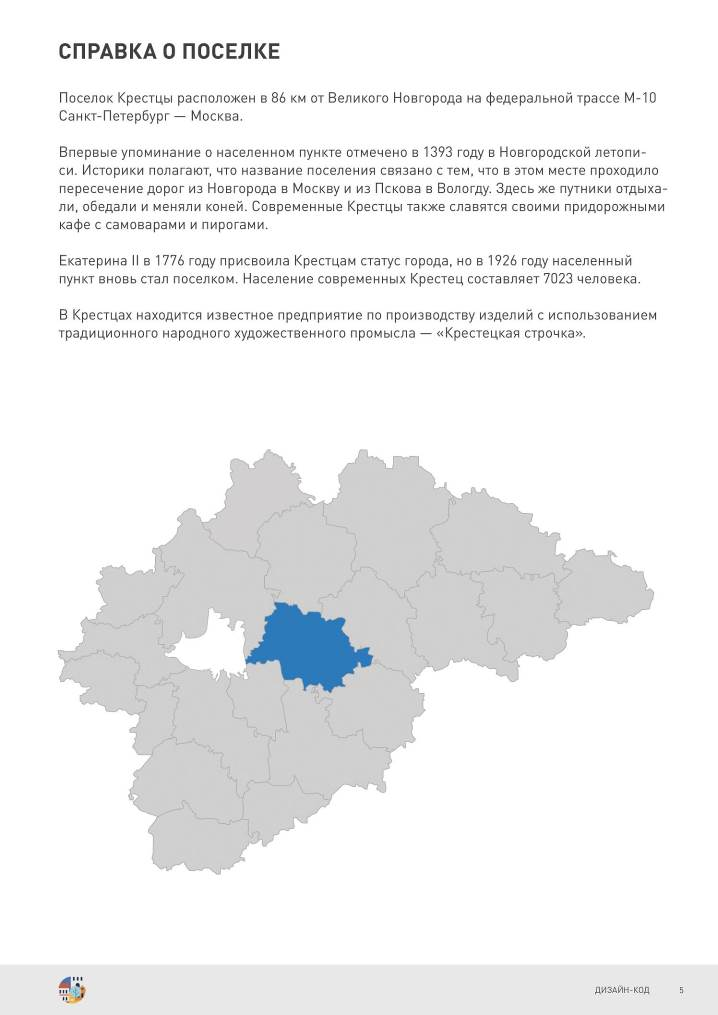 СПРАВКА О ПОСЕЛКЕ
Поселок Крестцы расположен в 86 км от Великого Новгорода на федеральной трассе М-10
Санкт-Петербург — Москва.
Впервые упоминание о населенном пункте отмечено в 1393 году в Новгородской летопи-
си. Историки полагают, что название поселения связано с тем, что в этом месте проходило
пересечение дорог из Новгорода в Москву и из Пскова в Вологду. Здесь же путники отдыха-
ли, обедали и меняли коней. Современные Крестцы также славятся своими придорожными
кафе с самоварами и пирогами.
Екатерина II в 1776 году присвоила Крестцам статус города, но в 1926 году населенный
пункт вновь стал поселком. Население современных Крестец составляет 7023 человека.
В Крестцах находится известное предприятие по производству изделий с использованием
традиционного народного художественного промысла — «Крестецкая строчка».
ДИЗАЙН-КОД 5